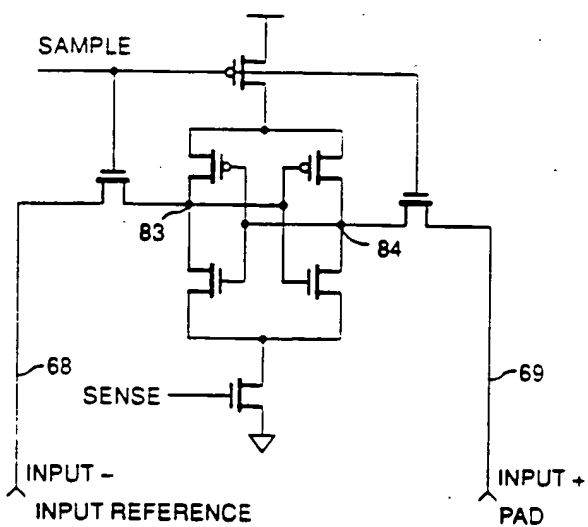 SAMPLE
83
84
68
69
SENSE
INPUT –
INPUT REFERENCE
INPUT +
PAD